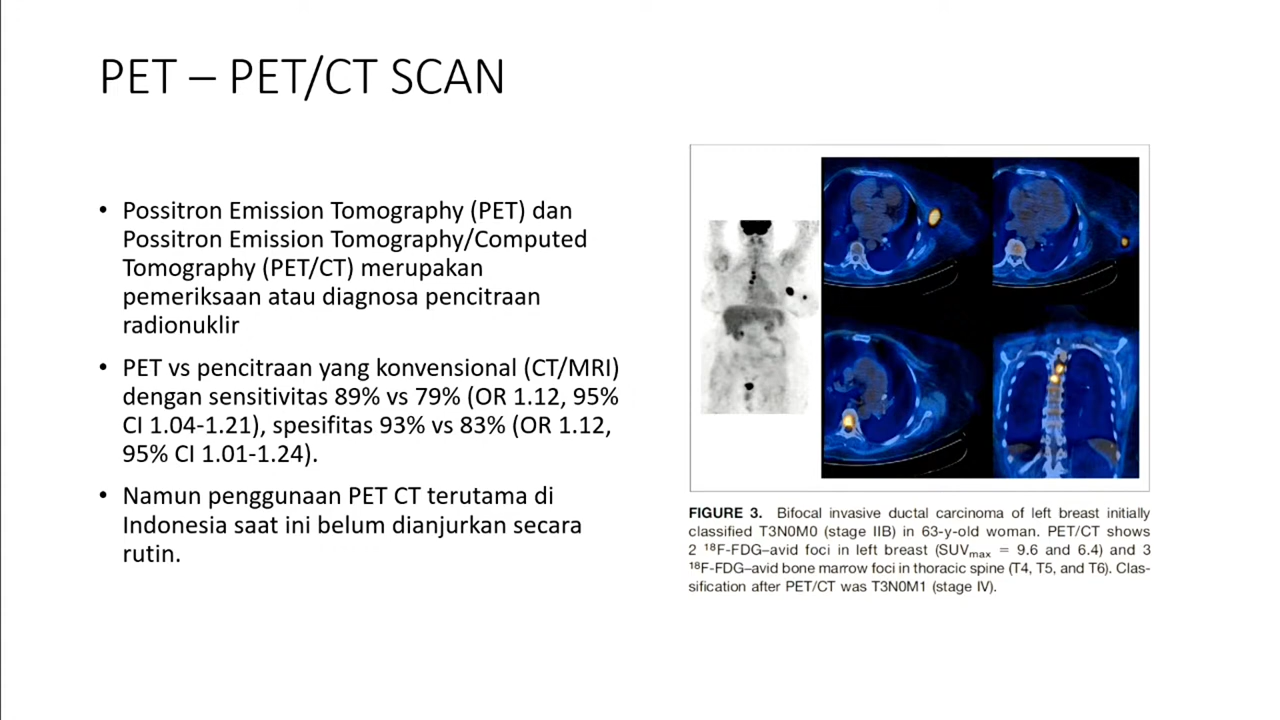 PET – PET/CT SCAN
• Possitron Emission Tomography (PET) dan
Possitron Emission Tomography/Computed
Tomography (PET/CT) merupakan
pemeriksaan atau diagnosa pencitraan
radionuklir
• PET vs pencitraan yang konvensional (CT/MRI)
dengan sensitivitas 89% vs 79% (OR 1.12, 95%
CI 1.04-1.21), spesifitas 93% vs 83% (OR 1.12,
95% CI 1.01-1.24).
• Namun penggunaan PET CT terutama di
Indonesia saat ini belum dianjurkan secara
rutin.
FIGURE 3. Bifocal invasive ductal carcinoma of left breast initially
classified T3N0M0 (stage IIB) in 63-y-old woman. PET/CT shows
2 ¹⁸F-FDG–avid foci in left breast (SUVmax = 9.6 and 6.4) and 3
¹⁸F-FDG–avid bone marrow foci in thoracic spine (T4, T5, and T6). Clas-
sification after PET/CT was T3N0M1 (stage IV).